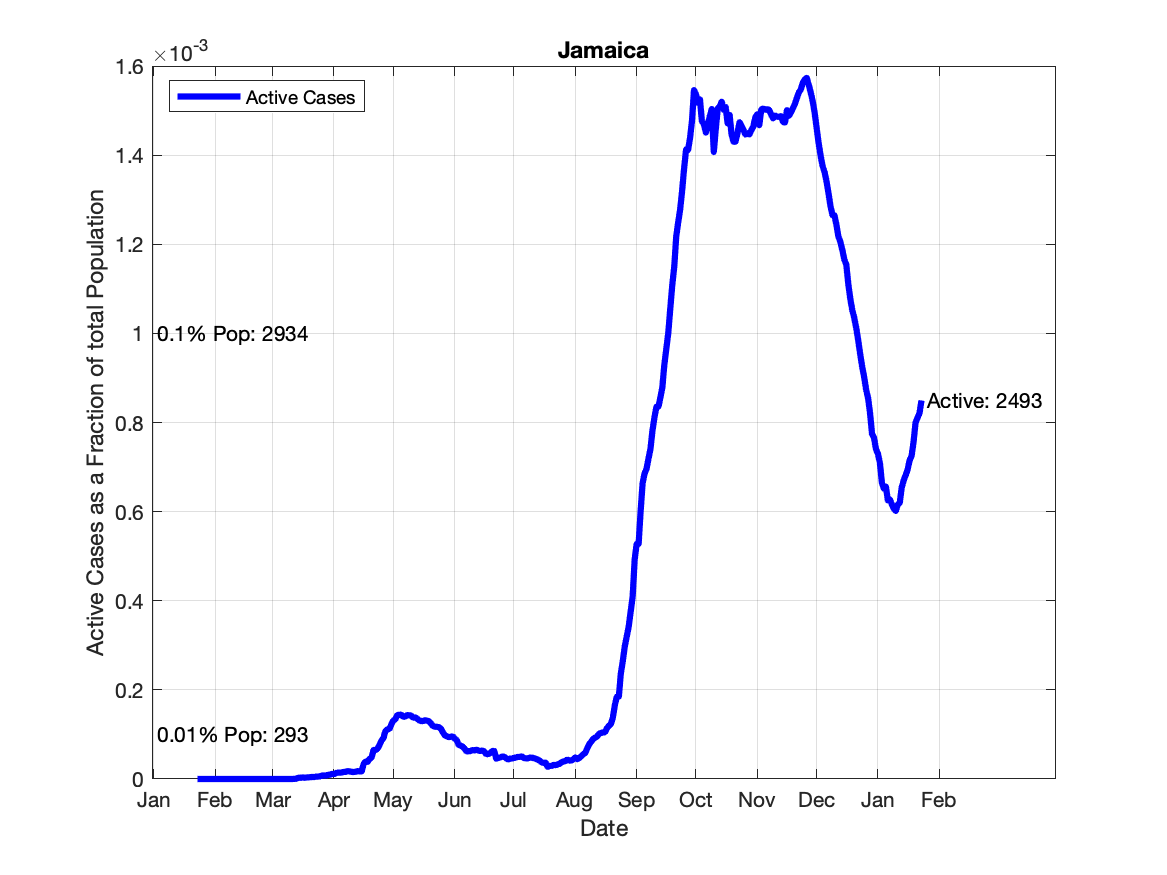 Jamaica
×10-3
Active Cases
1.6
1.4
1.2
1
0.8
0.6
0.4
0.2
0
Active Cases as a Fraction of total Population
0.1% Pop: 2934
Active: 2493
0.01% Pop: 293
Jan Feb Mar Apr May Jun Jul Aug Sep Oct Nov Dec Jan Feb
Date